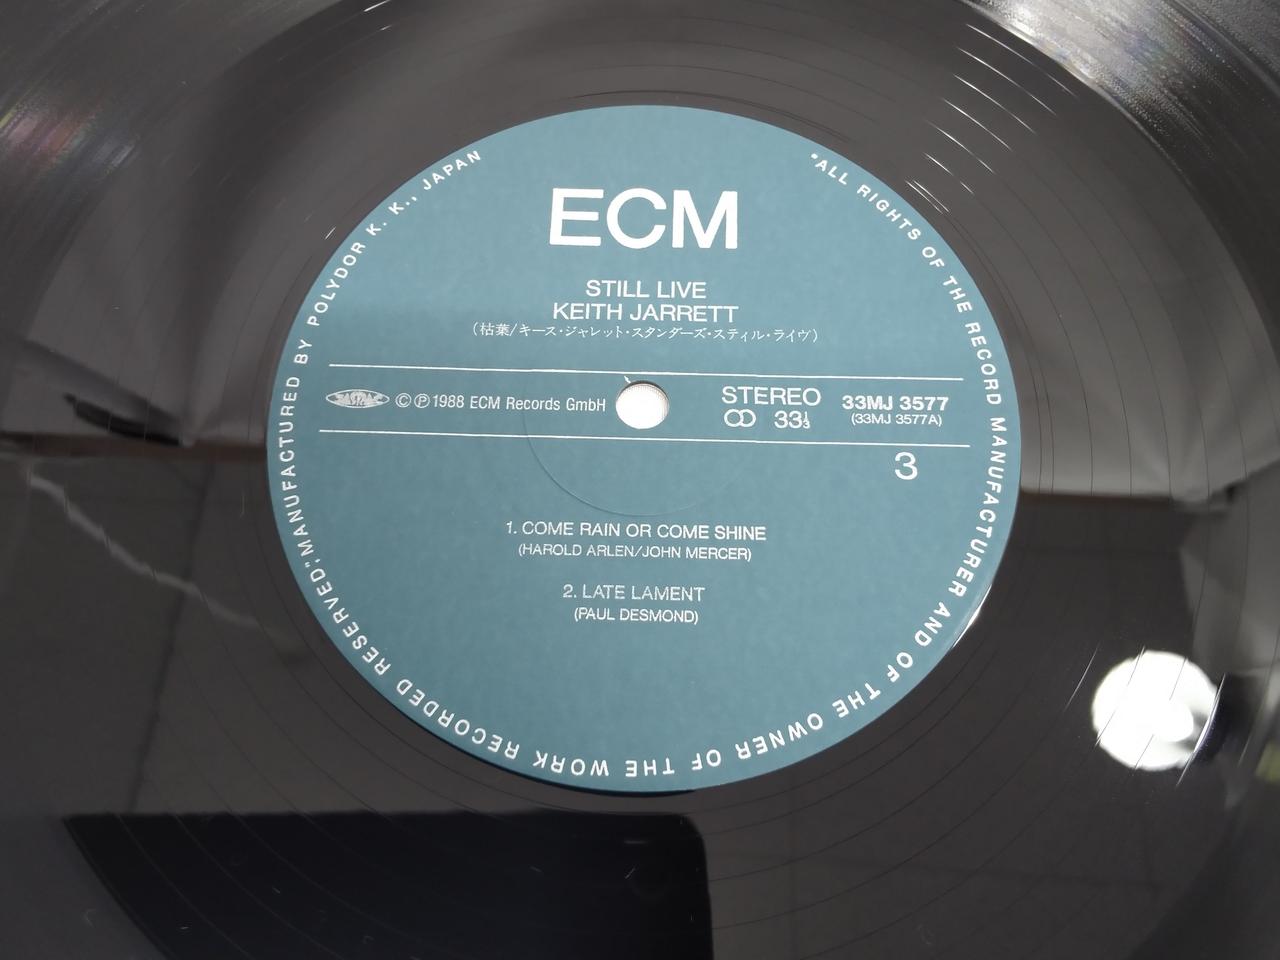 ECM
STILL LIVE
KEITH JARRETT
(枯葉/キース・ジャレット・スタンダーズ・スティル・ライヴ)
JASRAC
©℗1988 ECM Records GmbH
STEREO
33⅓
33MJ 3577
(33MJ 3577A)
3
1. COME RAIN OR COME SHINE
(HAROLD ARLEN/JOHN MERCER)
2. LATE LAMENT
(PAUL DESMOND)
"ALL RIGHTS OF THE RECORD MANUFACTURER AND OF THE OWNER OF THE WORK RECORDED RESERVED:" MANUFACTURED BY POLYDOR K. K., JAPAN